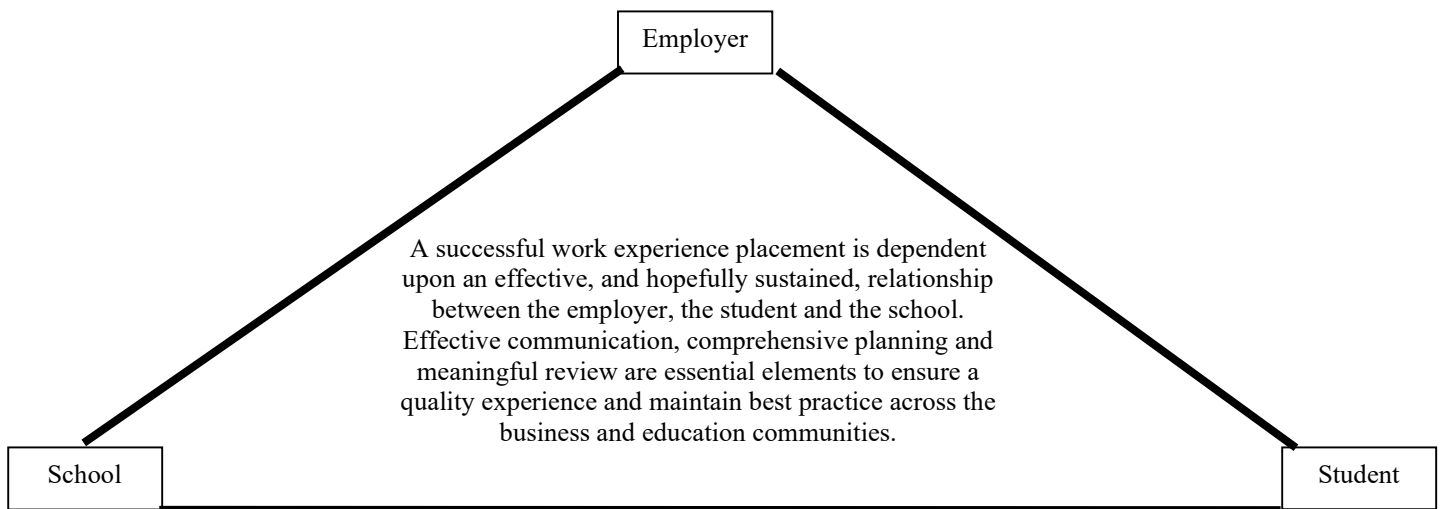 Employer
A successful work experience placement is dependent
upon an effective, and hopefully sustained, relationship
between the employer, the student and the school.
Effective communication, comprehensive planning and
meaningful review are essential elements to ensure a
quality experience and maintain best practice across the
business and education communities.
School
Student